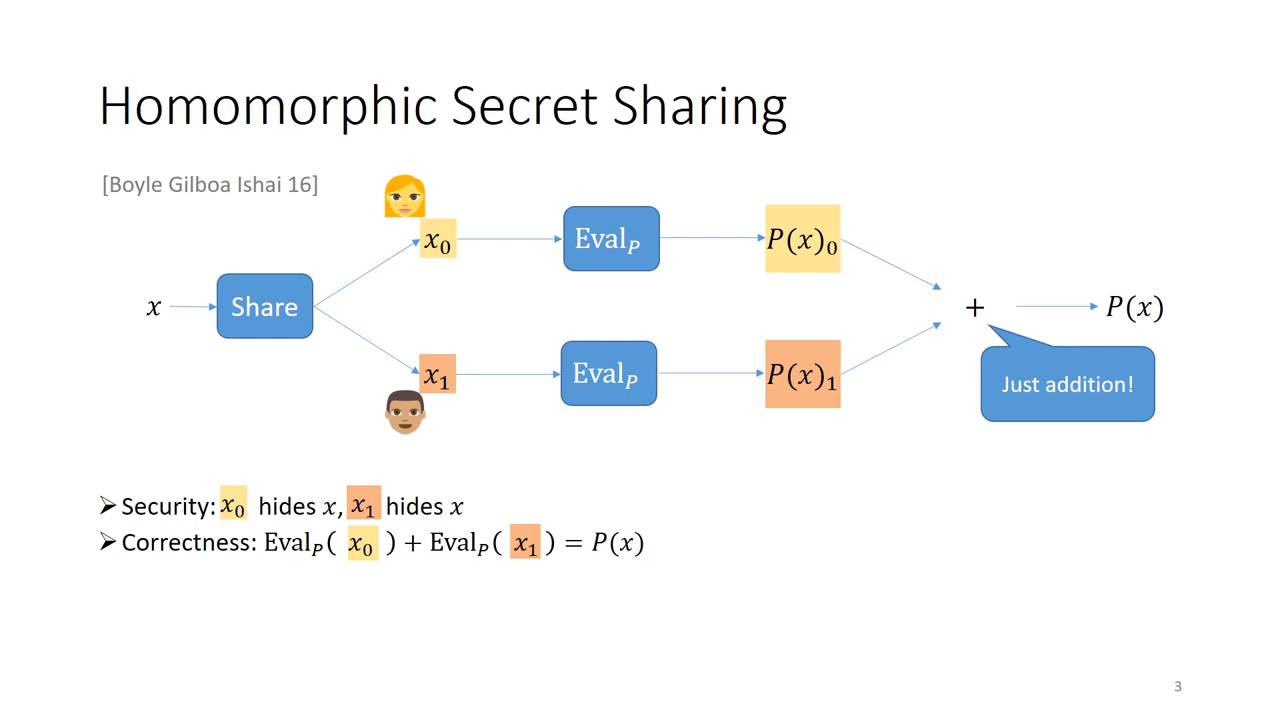 Homomorphic Secret Sharing
[Boyle Gilboa Ishai 16]
x₀ Eval_P P(x)₀
x Share + P(x)
x₁ Eval_P P(x)₁
Just addition!
➢ Security: x₀ hides x, x₁ hides x
➢ Correctness: Eval_P( x₀ ) + Eval_P( x₁ ) = P(x)
3